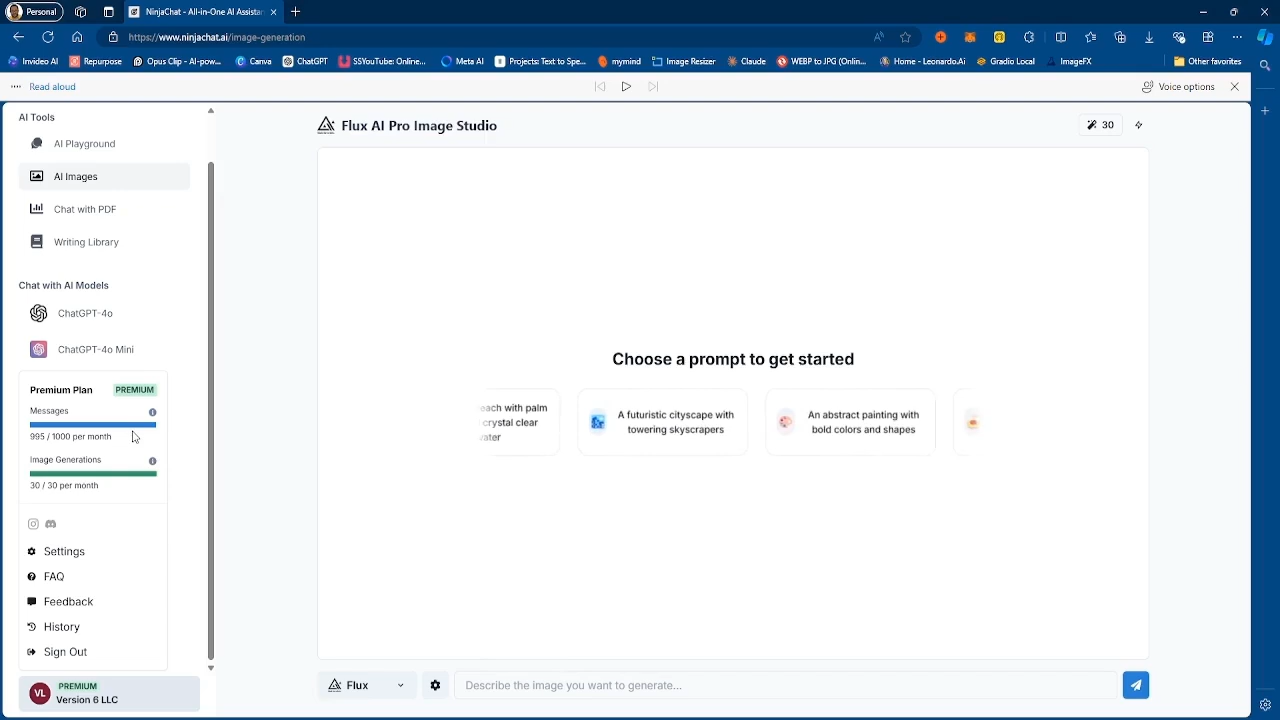 Personal
NinjaChat - All-in-One AI Assistan
https://www.ninjachat.ai/image-generation
Invideo AI
Repurpose
Opus Clip - AI-pow...
Canva
ChatGPT
SSYouTube: Online...
Meta AI
Projects: Text to Spe...
mymind
Image Resizer
Claude
WEBP to JPG (Onlin...
Home - Leonardo.Ai
Gradio Local
ImageFX
Other favorites
Read aloud
Voice options
AI Tools
AI Playground
AI Images
Chat with PDF
Writing Library
Chat with AI Models
ChatGPT-4o
ChatGPT-4o Mini
Premium Plan PREMIUM
Messages
995 / 1000 per month
Image Generations
30 / 30 per month
Settings
FAQ
Feedback
History
Sign Out
VL
PREMIUM
Version 6 LLC
Flux AI Pro Image Studio
30
Choose a prompt to get started
each with palm
crystal clear
vater
A futuristic cityscape with
towering skyscrapers
An abstract painting with
bold colors and shapes
Flux
Describe the image you want to generate...